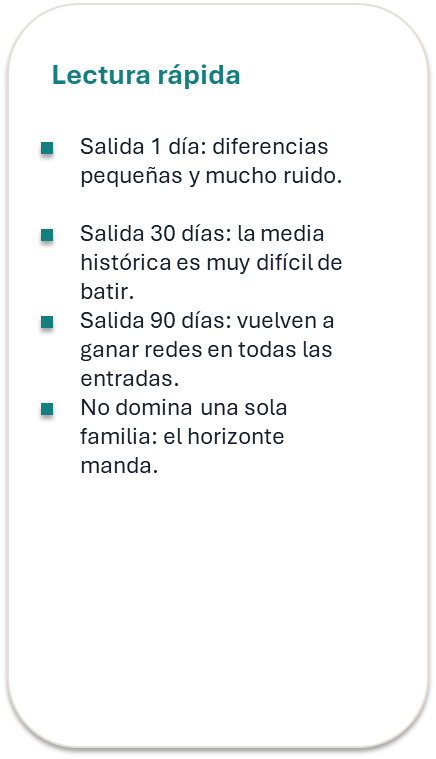 Lectura rápida
Salida 1 día: diferencias
pequeñas y mucho ruido.
Salida 30 días: la media
histórica es muy difícil de
batir.
Salida 90 días: vuelven a
ganar redes en todas las
entradas.
No domina una sola
familia: el horizonte
manda.